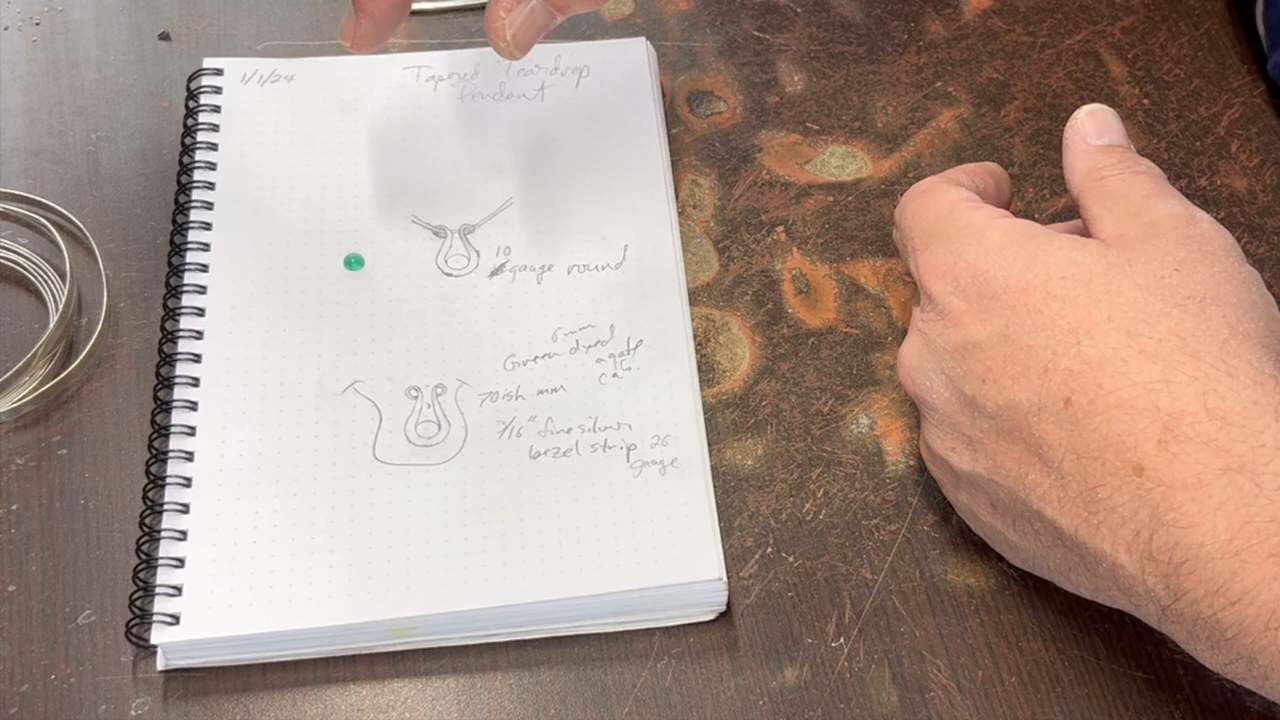 1/1/24
Tapered Teardrop
Pendant
10
gauge round
6mm
Green dyed
agate
cab.
70ish mm
3/16" fine silver
bezel strip 26
gauge